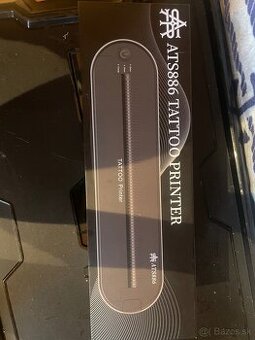 ATS886 TATTOO PRINTER
TATTOO Printer
ATS886
Bazos.sk